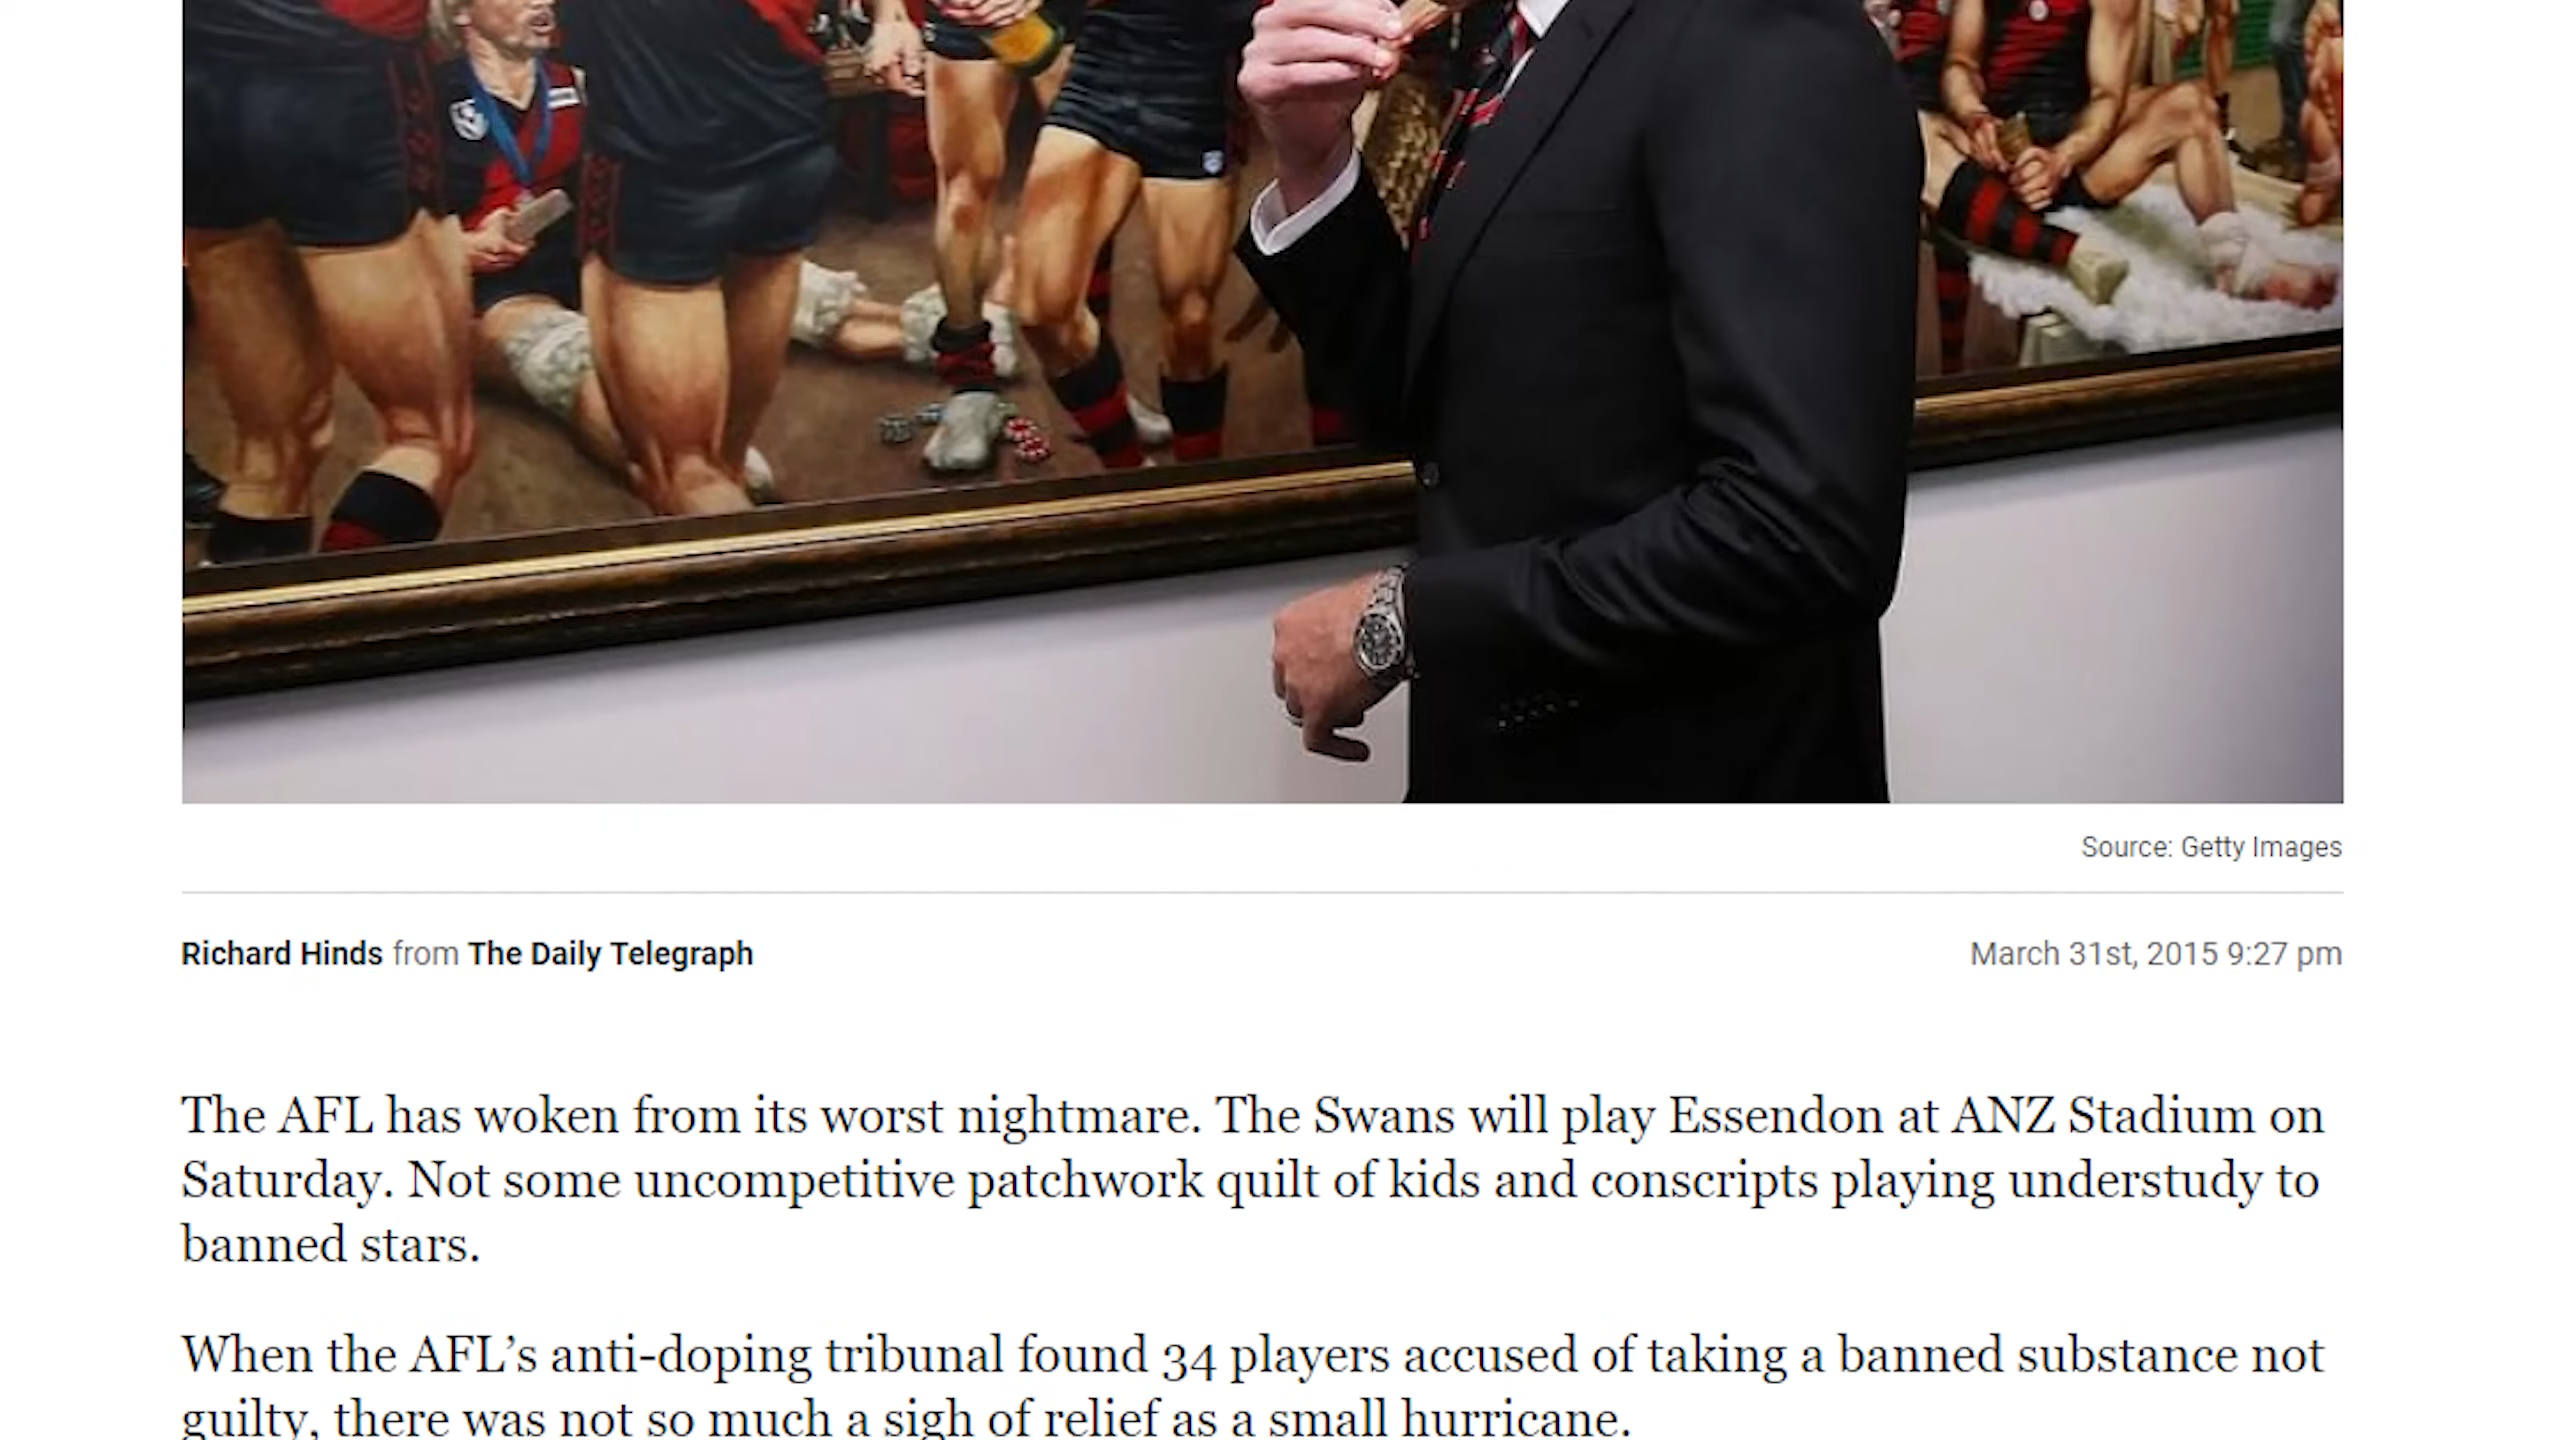 Source: Getty Images
Richard Hinds from The Daily Telegraph
March 31st, 2015 9:27 pm
The AFL has woken from its worst nightmare. The Swans will play Essendon at ANZ Stadium on
Saturday. Not some uncompetitive patchwork quilt of kids and conscripts playing understudy to
banned stars.
When the AFL’s anti-doping tribunal found 34 players accused of taking a banned substance not
guilty, there was not so much a sigh of relief as a small hurricane.